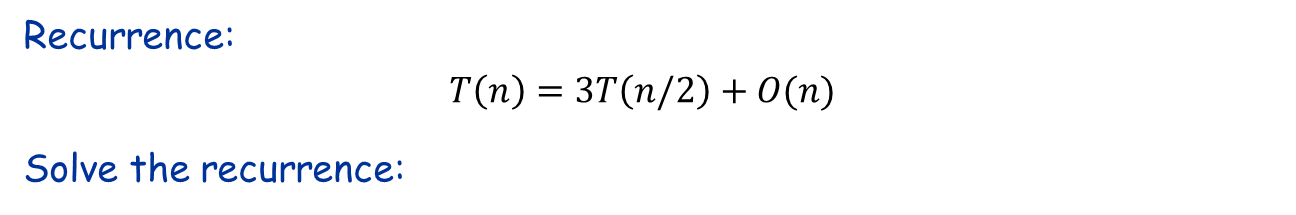 Recurrence:
𝑇(𝑛) = 3𝑇(𝑛/2) + 𝑂(𝑛)
Solve the recurrence: